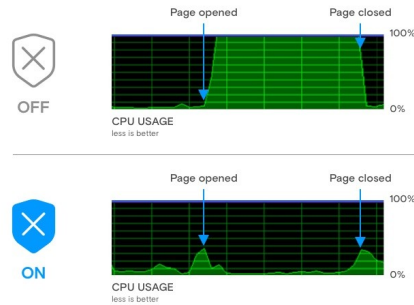 Page opened
Page closed
100%
OFF
0%
CPU USAGE
less is better
Page opened
Page closed
100%
ON
0%
CPU USAGE
less is better